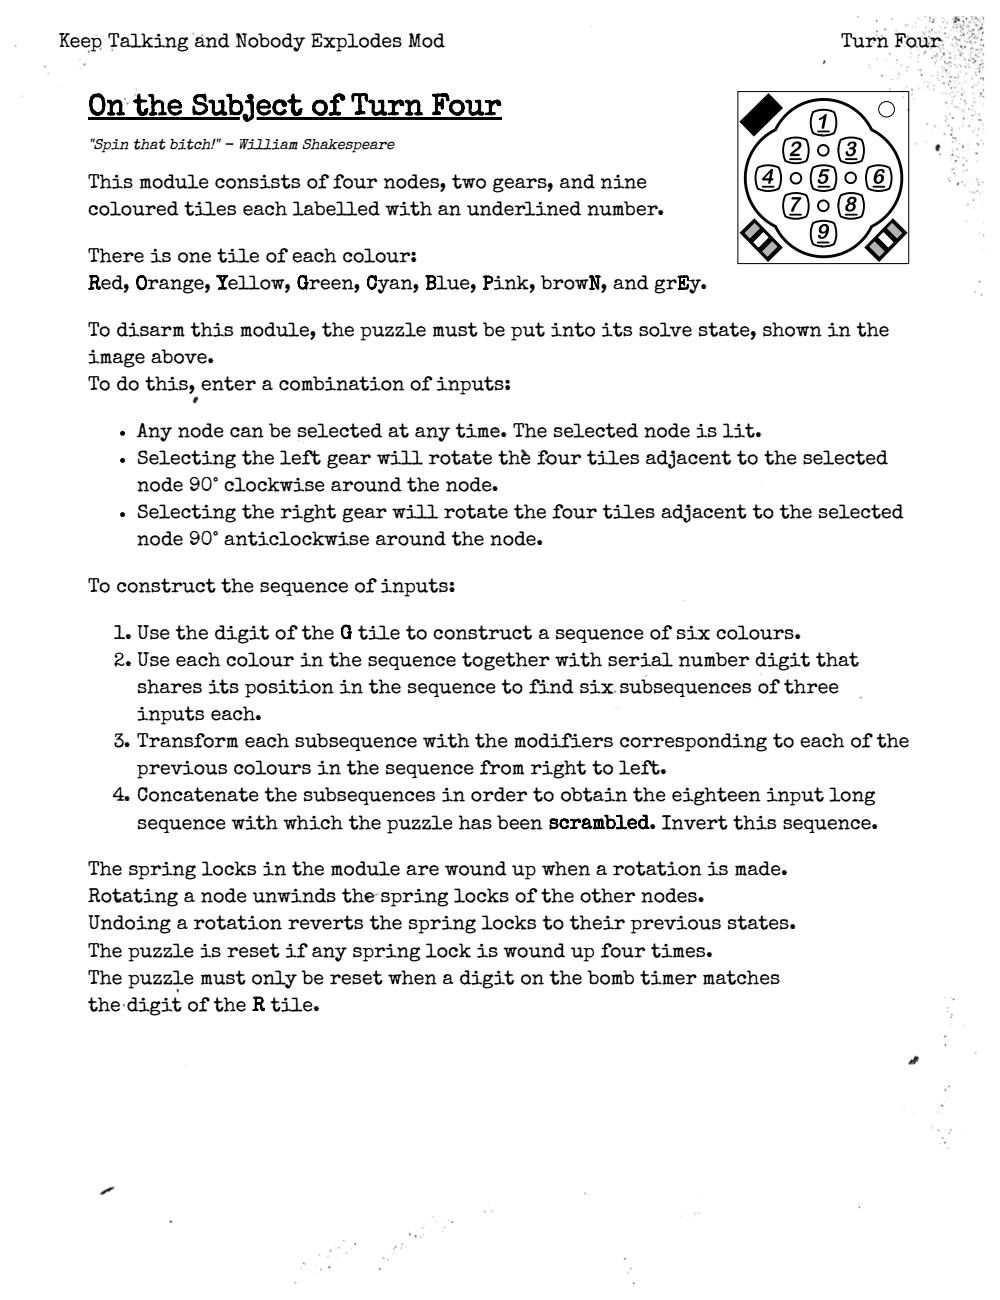 Keep Talking and Nobody Explodes Mod
Turn Four
On the Subject of Turn Four
"Spin that bitch!" – William Shakespeare
This module consists of four nodes, two gears, and nine
coloured tiles each labelled with an underlined number.
1
2 3
4 5 6
7 8
9
There is one tile of each colour:
Red, Orange, Yellow, Green, Cyan, Blue, Pink, browN, and grEy.
To disarm this module, the puzzle must be put into its solve state, shown in the
image above.
To do this, enter a combination of inputs:
• Any node can be selected at any time. The selected node is lit.
• Selecting the left gear will rotate the four tiles adjacent to the selected
node 90° clockwise around the node.
• Selecting the right gear will rotate the four tiles adjacent to the selected
node 90° anticlockwise around the node.
To construct the sequence of inputs:
1. Use the digit of the G tile to construct a sequence of six colours.
2. Use each colour in the sequence together with serial number digit that
shares its position in the sequence to find six subsequences of three
inputs each.
3. Transform each subsequence with the modifiers corresponding to each of the
previous colours in the sequence from right to left.
4. Concatenate the subsequences in order to obtain the eighteen input long
sequence with which the puzzle has been scrambled. Invert this sequence.
The spring locks in the module are wound up when a rotation is made.
Rotating a node unwinds the spring locks of the other nodes.
Undoing a rotation reverts the spring locks to their previous states.
The puzzle is reset if any spring lock is wound up four times.
The puzzle must only be reset when a digit on the bomb timer matches
the digit of the R tile.